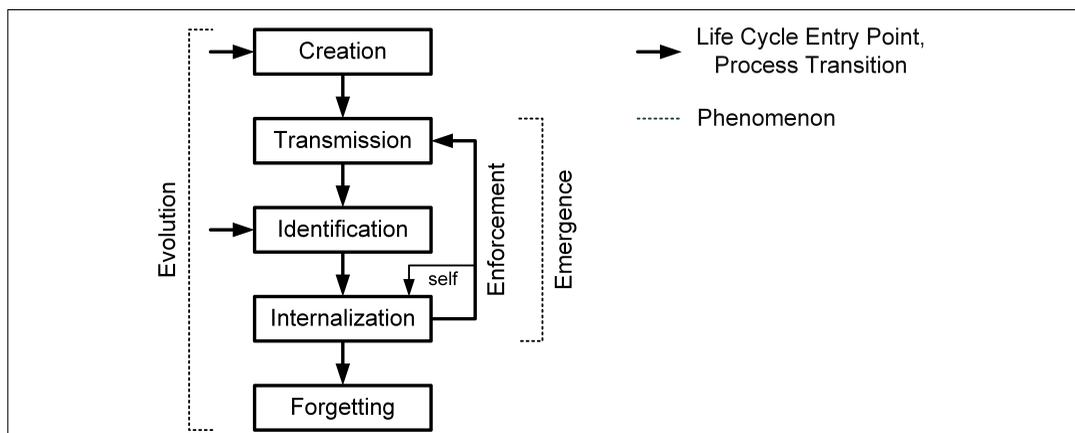 Creation
Transmission
Identification
self
Internalization
Forgetting
Evolution
Enforcement
Emergence
Life Cycle Entry Point,
Process Transition
Phenomenon